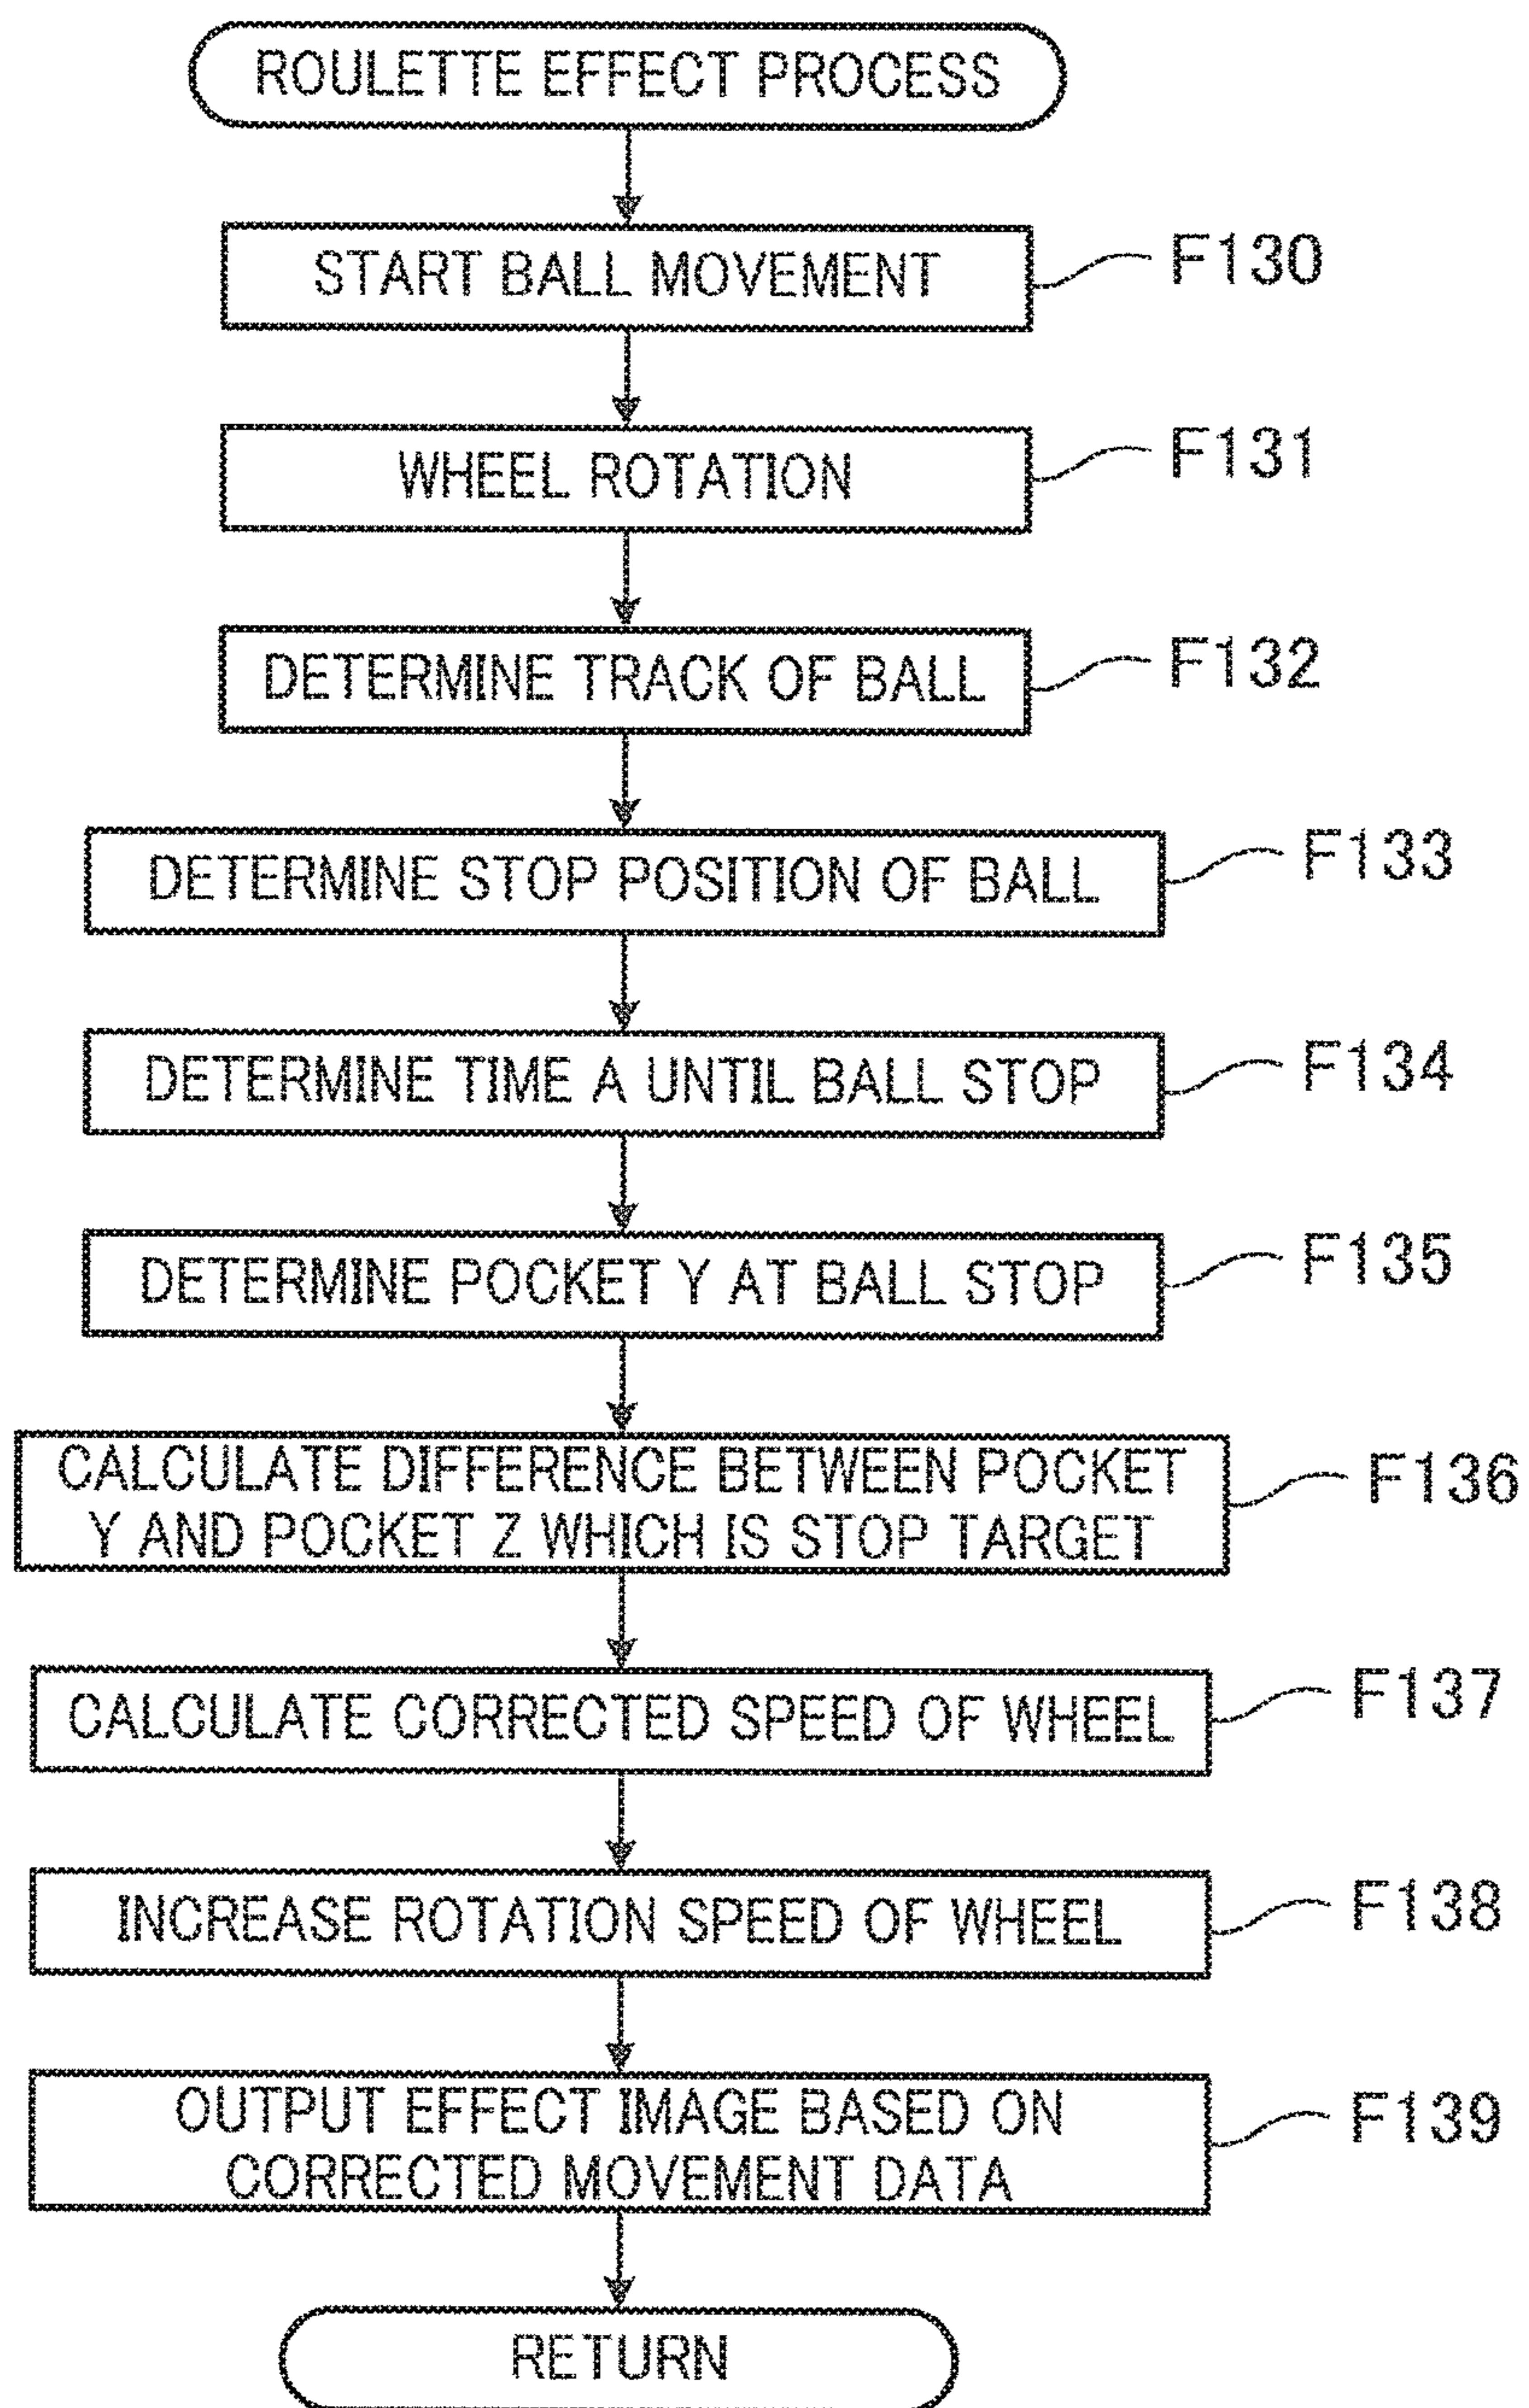 ROULETTE EFFECT PROCESS
START BALL MOVEMENT
F130
WHEEL ROTATION
F131
DETERMINE TRACK OF BALL
F132
DETERMINE STOP POSITION OF BALL
F133
DETERMINE TIME A UNTIL BALL STOP
F134
DETERMINE POCKET Y AT BALL STOP
F135
CALCULATE DIFFERENCE BETWEEN POCKET
Y AND POCKET Z WHICH IS STOP TARGET
F136
CALCULATE CORRECTED SPEED OF WHEEL
F137
INCREASE ROTATION SPEED OF WHEEL
F138
OUTPUT EFFECT IMAGE BASED ON
CORRECTED MOVEMENT DATA
F139
RETURN